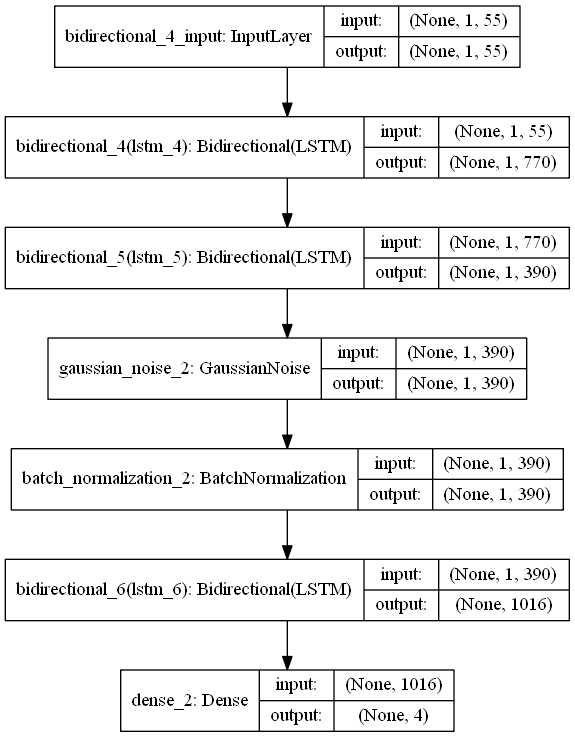 bidirectional_4_input: InputLayer
input: (None, 1, 55)
output: (None, 1, 55)
bidirectional_4(lstm_4): Bidirectional(LSTM)
input: (None, 1, 55)
output: (None, 1, 770)
bidirectional_5(lstm_5): Bidirectional(LSTM)
input: (None, 1, 770)
output: (None, 1, 390)
gaussian_noise_2: GaussianNoise
input: (None, 1, 390)
output: (None, 1, 390)
batch_normalization_2: BatchNormalization
input: (None, 1, 390)
output: (None, 1, 390)
bidirectional_6(lstm_6): Bidirectional(LSTM)
input: (None, 1, 390)
output: (None, 1016)
dense_2: Dense
input: (None, 1016)
output: (None, 4)